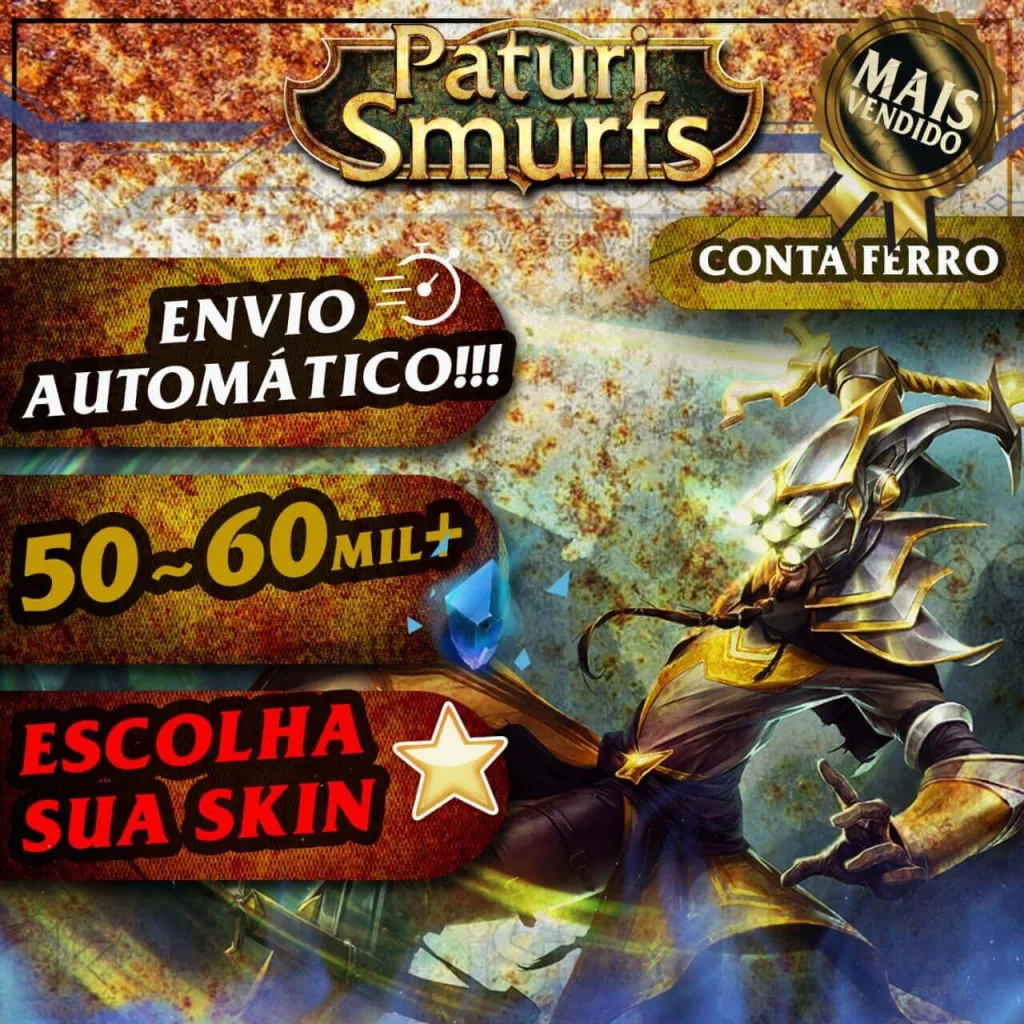 Paturi
Smurfs
MAIS
VENDIDO
CONTA FERRO
ENVIO
AUTOMÁTICO!!!
50~60MIL+
ESCOLHA
SUA SKIN